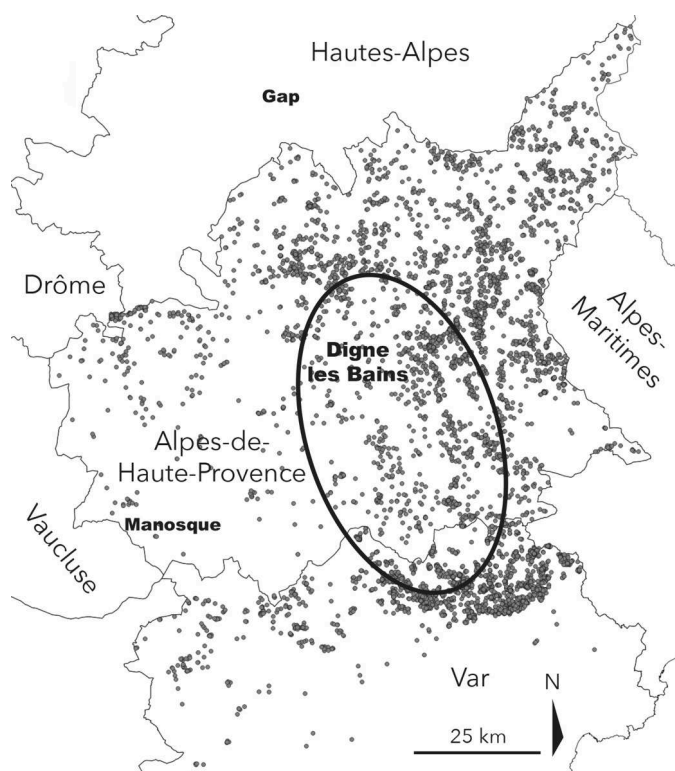 Hautes-Alpes
Gap
Drôme
Alpes-
Maritimes
Digne
les Bains
Alpes-de-
Haute-Provence
Manosque
Vaucluse
Var
N
25 km